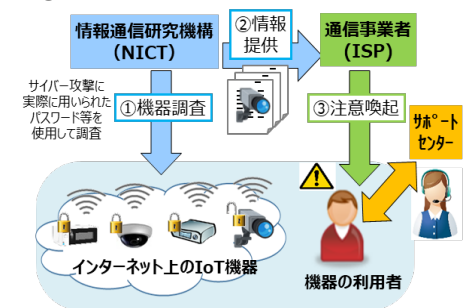 情報通信研究機構
(NICT)
②情報
提供
通信事業者
(ISP)
サイバー攻撃に
実際に用いられた
パスワード等を
使用して調査
①機器調査
③注意喚起
ｻﾎﾟｰﾄ
ｾﾝﾀｰ
インターネット上のIoT機器
機器の利用者